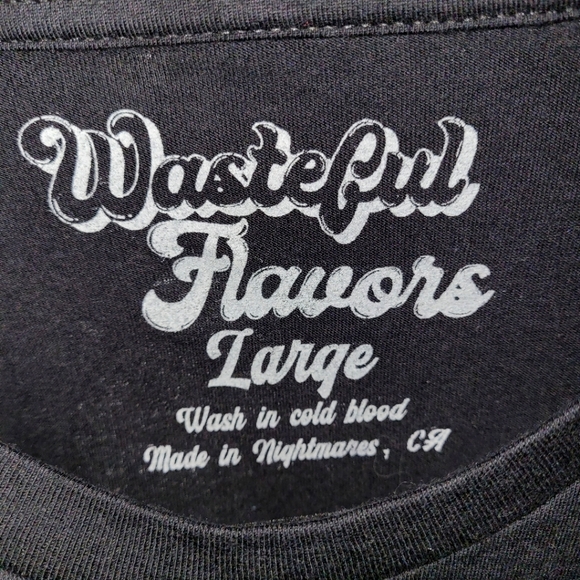 Wasteful
Flavors
Large
Wash in cold blood
Made in Nightmares, CA